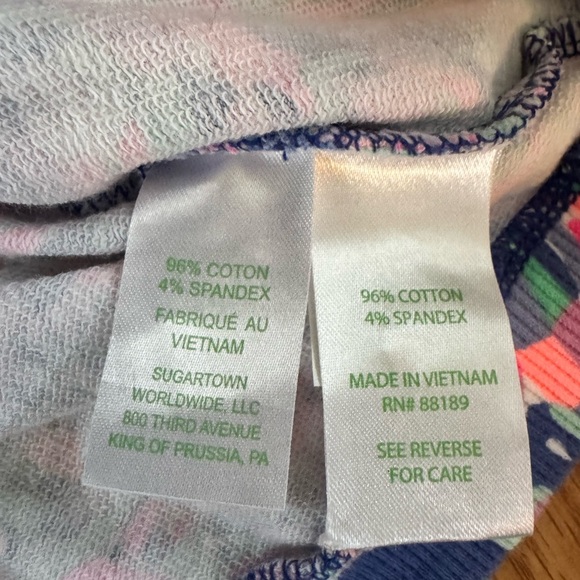 96% COTON
4% SPANDEX
FABRIQUÉ AU
VIETNAM
SUGARTOWN
WORLDWIDE, LLC
800 THIRD AVENUE
KING OF PRUSSIA, PA
96% COTTON
4% SPANDEX
MADE IN VIETNAM
RN# 88189
SEE REVERSE
FOR CARE